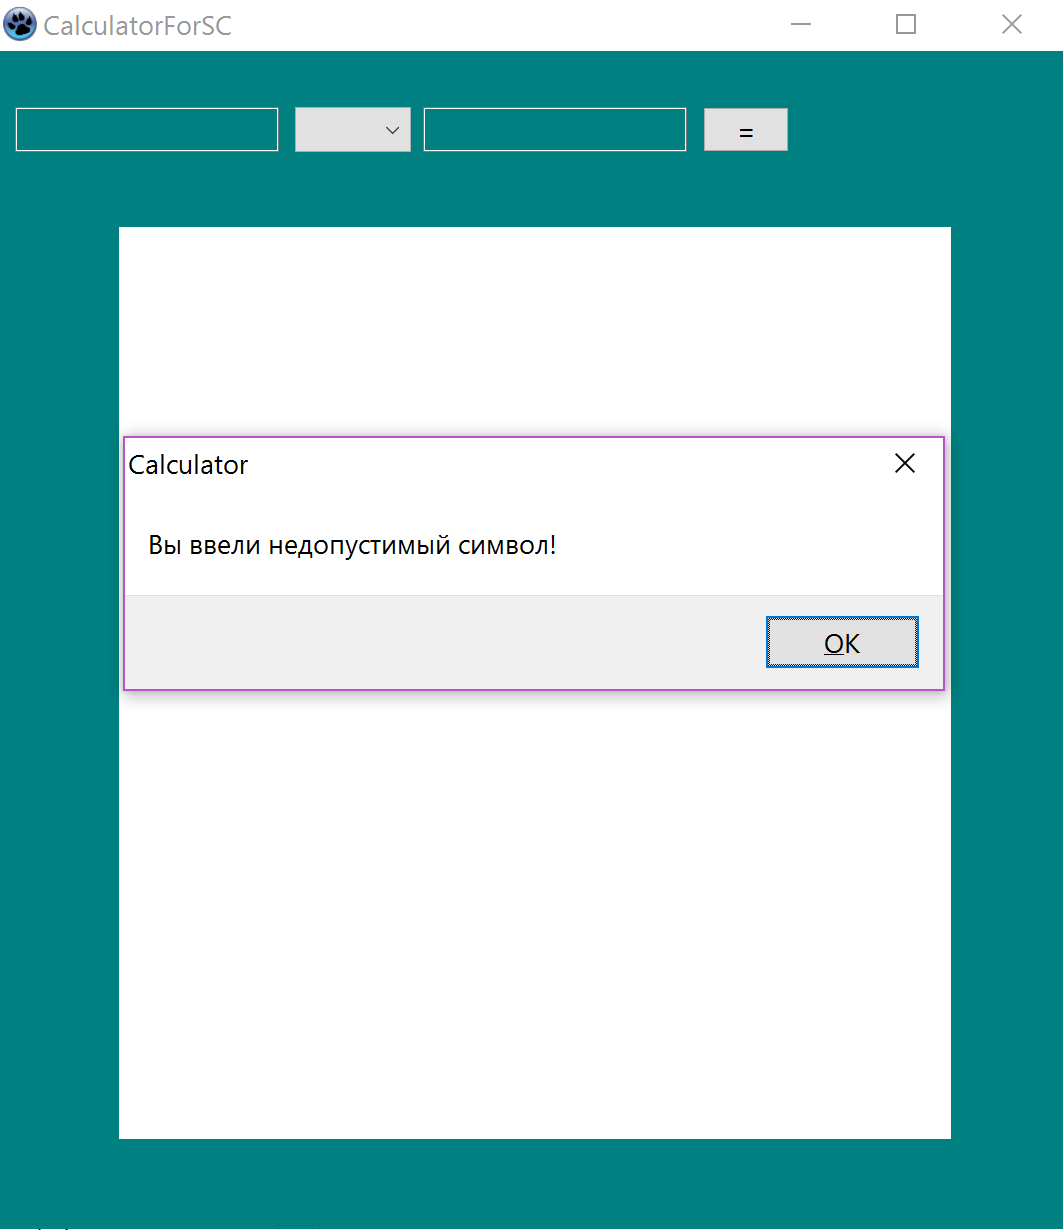 CalculatorForSC
=
Calculator
Вы ввели недопустимый символ!
OK